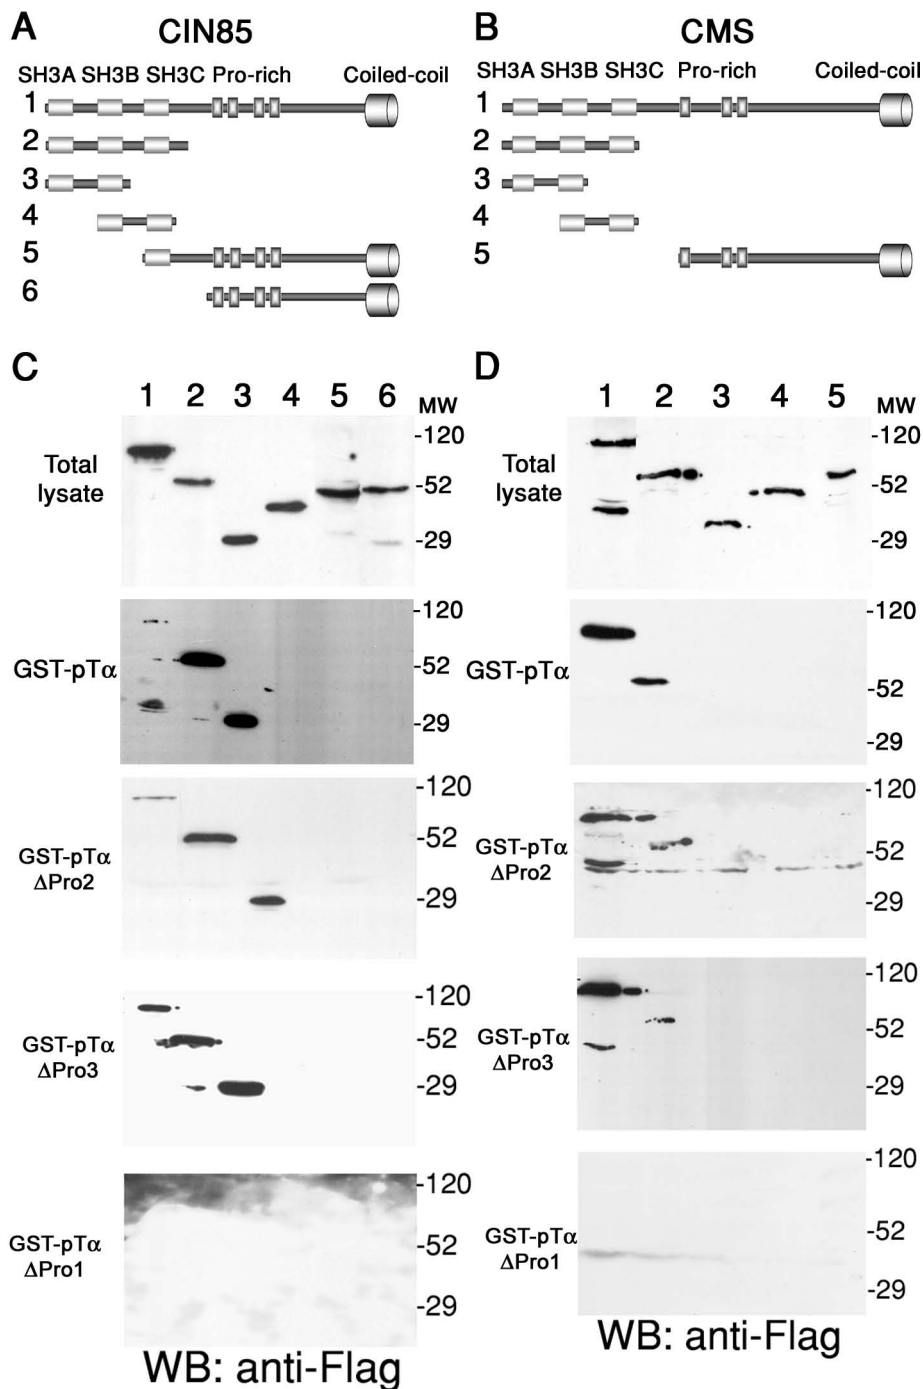 A
CIN85
SH3A SH3B SH3C Pro-rich Coiled-coil
1
2
3
4
5
6
B
CMS
SH3A SH3B SH3C Pro-rich Coiled-coil
1
2
3
4
5
C
1 2 3 4 5 6 MW
Total
lysate
-120
-52
-29
GST-pTα
-120
-52
-29
GST-pTα
ΔPro2
-120
-52
-29
GST-pTα
ΔPro3
-120
-52
-29
GST-pTα
ΔPro1
-120
-52
-29
WB: anti-Flag
D
1 2 3 4 5 MW
Total
lysate
-120
-52
-29
GST-pTα
-120
-52
-29
GST-pTα
ΔPro2
-120
-52
-29
GST-pTα
ΔPro3
-120
-52
-29
GST-pTα
ΔPro1
-120
-52
-29
WB: anti-Flag